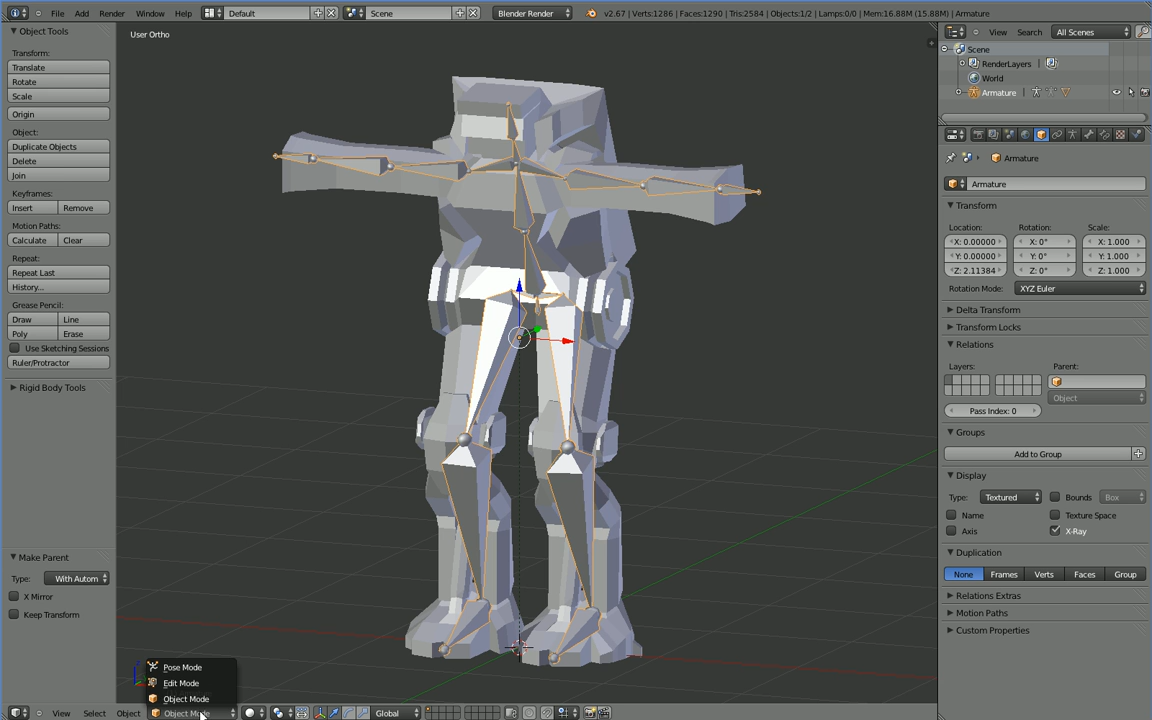 File Add Render Window Help Default Scene Blender Render v2.67 | Verts:1286 | Faces:1290 | Tris:2584 | Objects:1/2 | Lamps:0/0 | Mem:16.88M (15.88M) | Armature
Object Tools
Transform:
Translate
Rotate
Scale
Origin
Object:
Duplicate Objects
Delete
Join
Keyframes:
Insert Remove
Motion Paths:
Calculate Clear
Repeat:
Repeat Last
History...
Grease Pencil:
Draw Line
Poly Erase
Use Sketching Sessions
Ruler/Protractor
Rigid Body Tools
Make Parent
Type: With Autom
X Mirror
Keep Transform
User Ortho
Pose Mode
Edit Mode
Object Mode
View Select Object Object Mode Global
View Search All Scenes
Scene
RenderLayers
World
Armature
Armature
Armature
Transform
Location: Rotation: Scale:
X: 0.00000 X: 0° X: 1.000
Y: 0.00000 Y: 0° Y: 1.000
Z: 2.11384 Z: 0° Z: 1.000
Rotation Mode: XYZ Euler
Delta Transform
Transform Locks
Relations
Layers: Parent:
Object
Pass Index: 0
Groups
Add to Group
Display
Type: Textured Bounds Box
Name Texture Space
Axis X-Ray
Duplication
None Frames Verts Faces Group
Relations Extras
Motion Paths
Custom Properties